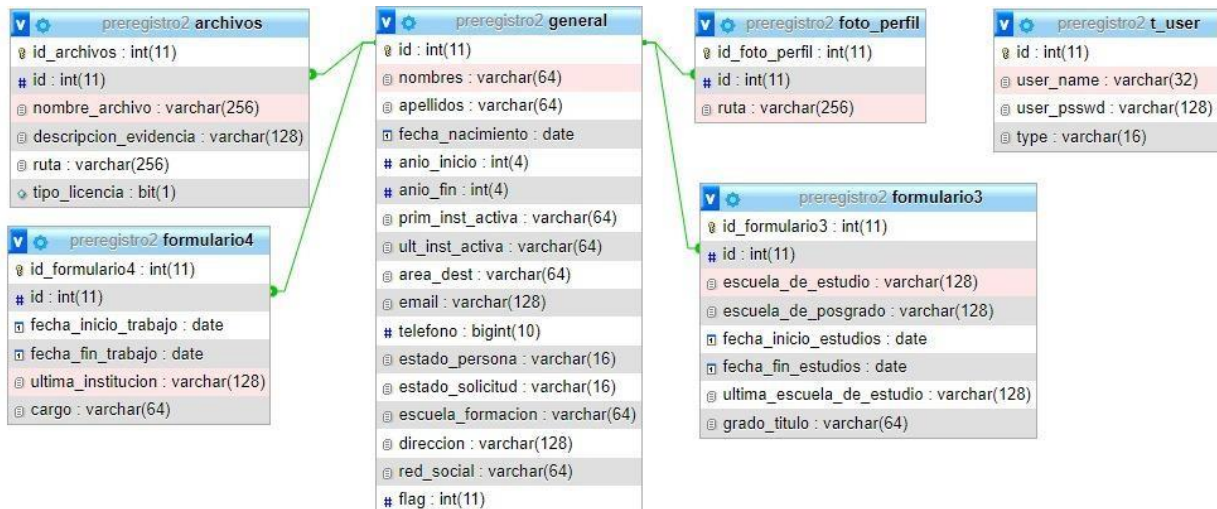 preregistro2 archivos
id_archivos : int(11)
id : int(11)
nombre_archivo : varchar(256)
descripcion_evidencia : varchar(128)
ruta : varchar(256)
tipo_licencia : bit(1)
preregistro2 formulario4
id_formulario4 : int(11)
id : int(11)
fecha_inicio_trabajo : date
fecha_fin_trabajo : date
ultima_institucion : varchar(128)
cargo : varchar(64)
preregistro2 general
id : int(11)
nombres : varchar(64)
apellidos : varchar(64)
fecha_nacimiento : date
anio_inicio : int(4)
anio_fin : int(4)
prim_inst_activa : varchar(64)
ult_inst_activa : varchar(64)
area_dest : varchar(64)
email : varchar(128)
telefono : bigint(10)
estado_persona : varchar(16)
estado_solicitud : varchar(16)
escuela_formacion : varchar(64)
direccion : varchar(128)
red_social : varchar(64)
flag : int(11)
preregistro2 foto_perfil
id_foto_perfil : int(11)
id : int(11)
ruta : varchar(256)
preregistro2 t_user
id : int(11)
user_name : varchar(32)
user_psswd : varchar(128)
type : varchar(16)
preregistro2 formulario3
id_formulario3 : int(11)
id : int(11)
escuela_de_estudio : varchar(128)
escuela_de_posgrado : varchar(128)
fecha_inicio_estudios : date
fecha_fin_estudios : date
ultima_escuela_de_estudio : varchar(128)
grado_titulo : varchar(64)